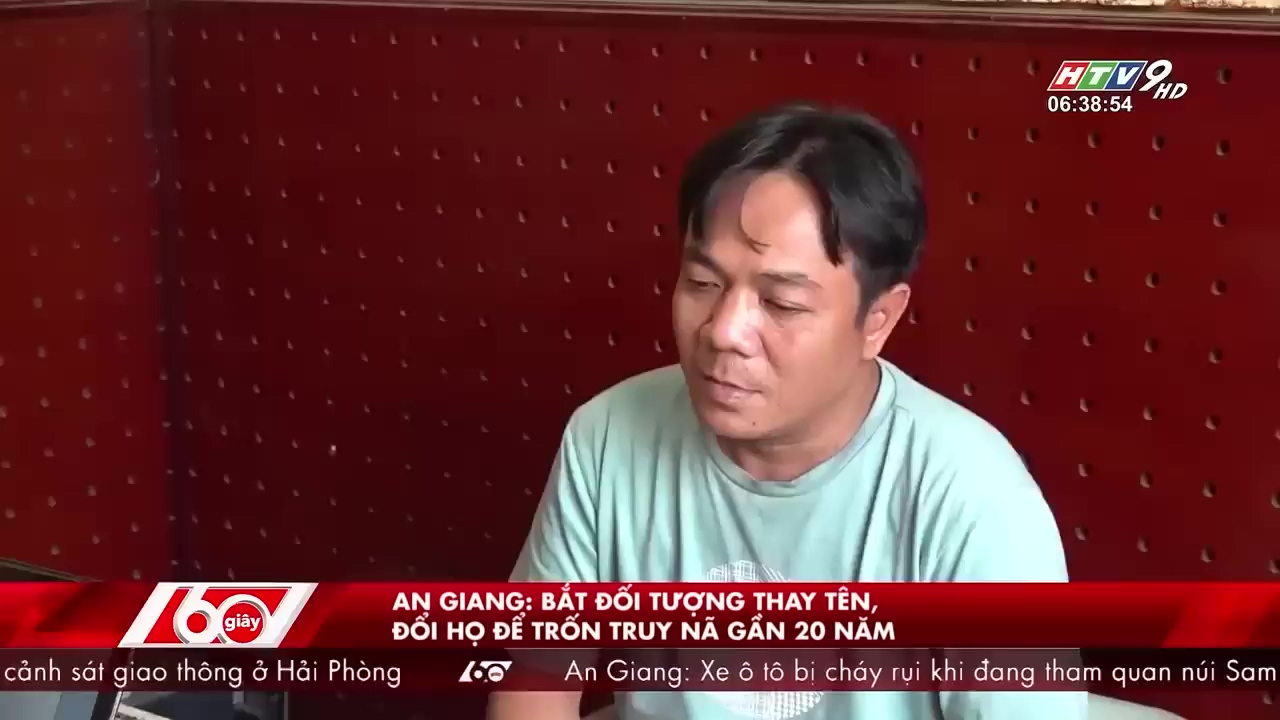 HTV9 HD
06:38:54
60 giây
AN GIANG: BẮT ĐỐI TƯỢNG THAY TÊN,
ĐỔI HỌ ĐỂ TRỐN TRUY NÃ GẦN 20 NĂM
cảnh sát giao thông ở Hải Phòng 60 giây An Giang: Xe ô tô bị cháy rụi khi đang tham quan núi Sam